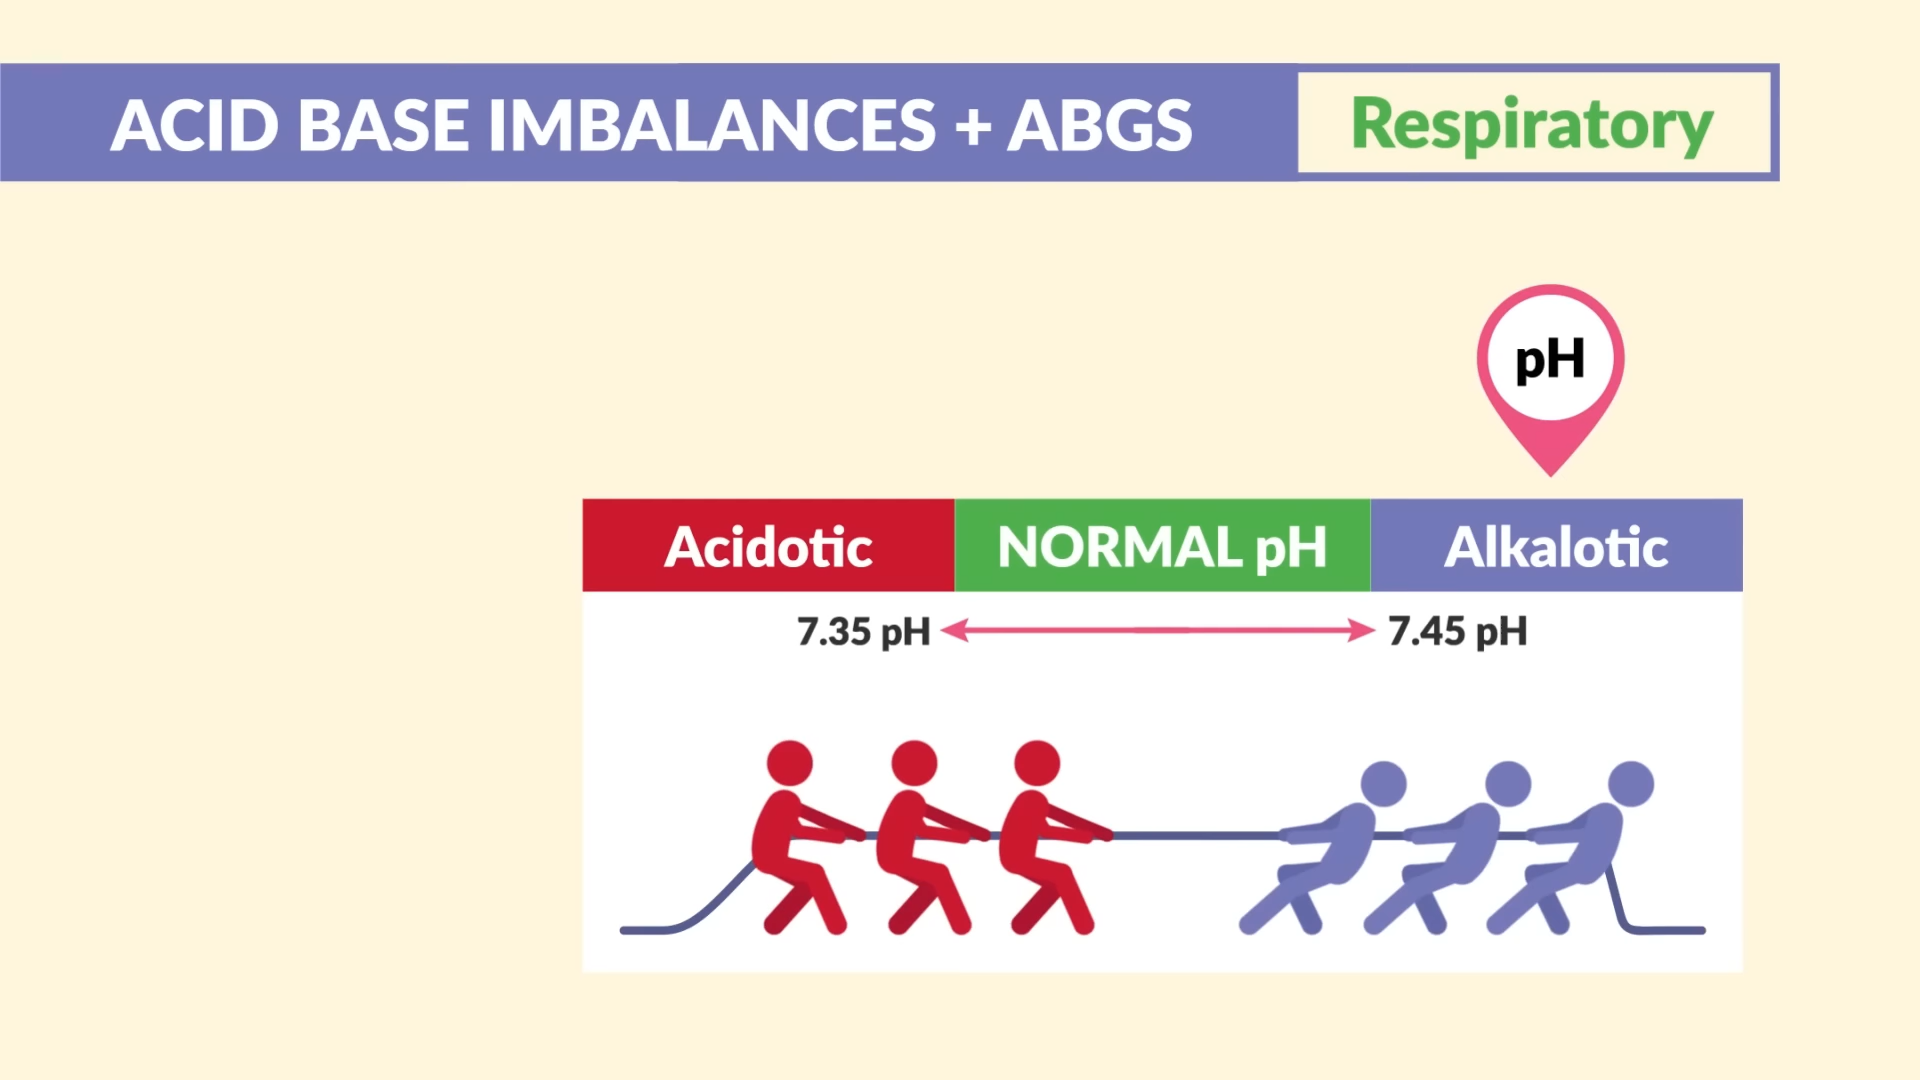 ACID BASE IMBALANCES + ABGS
Respiratory
pH
Acidotic
NORMAL pH
Alkalotic
7.35 pH
7.45 pH